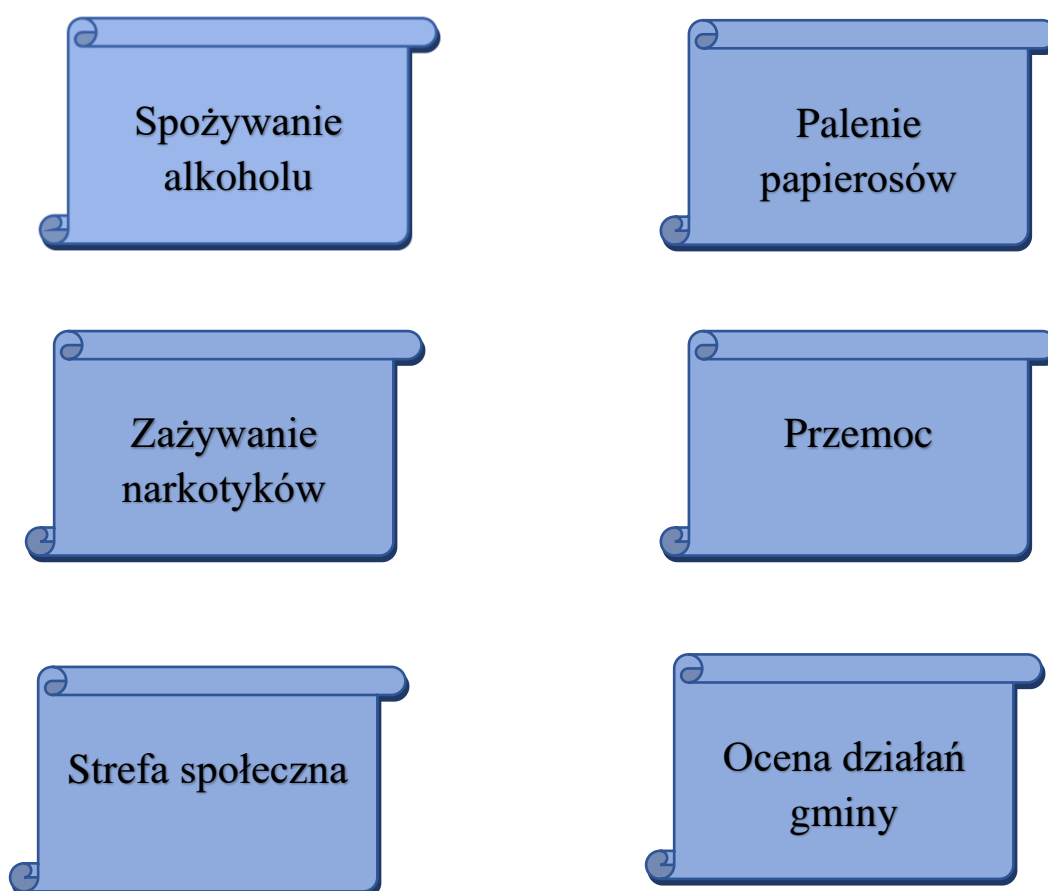 Spożywanie
alkoholu
Palenie
papierosów
Zażywanie
narkotyków
Przemoc
Strefa społeczna
Ocena działań
gminy